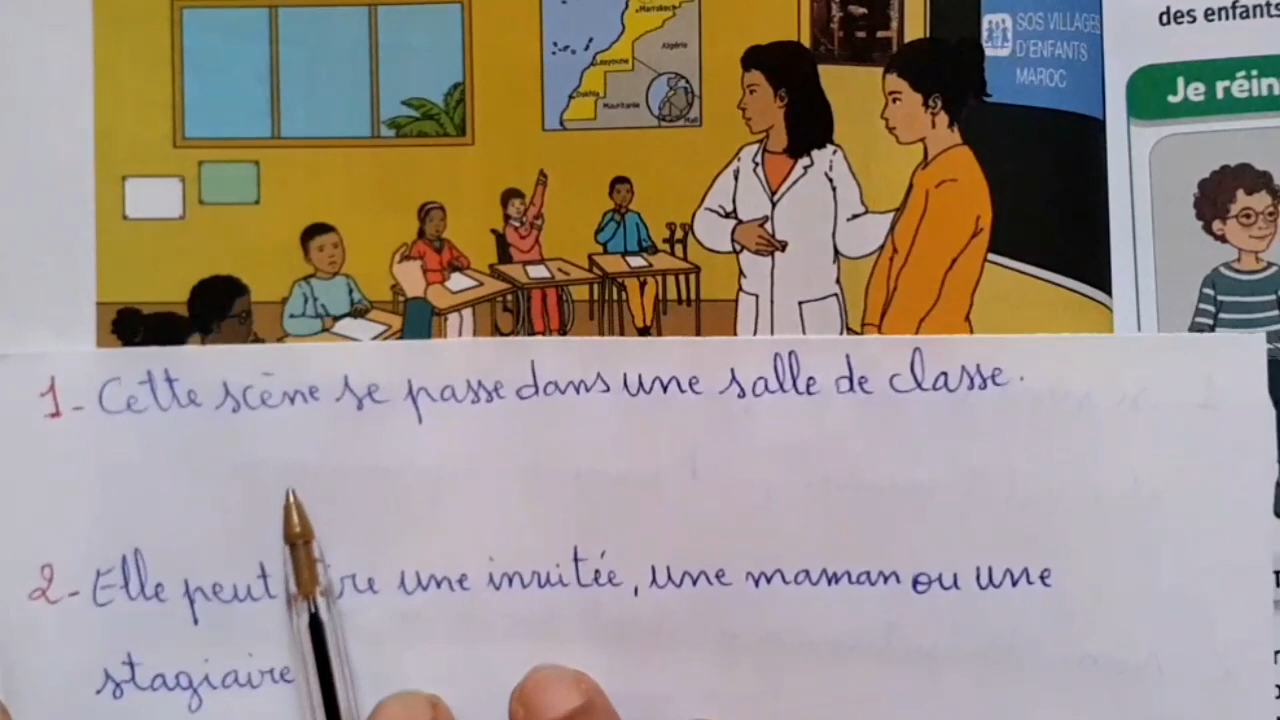 Marrakech
Algérie
Laayoune
Dakhla
Mauritanie
Mali
SOS VILLAGES
D'ENFANTS
MAROC
des enfants
Je réin
1- Cette scène se passe dans une salle de classe.
2- Elle peut une invitée, une maman ou une
stagiaire